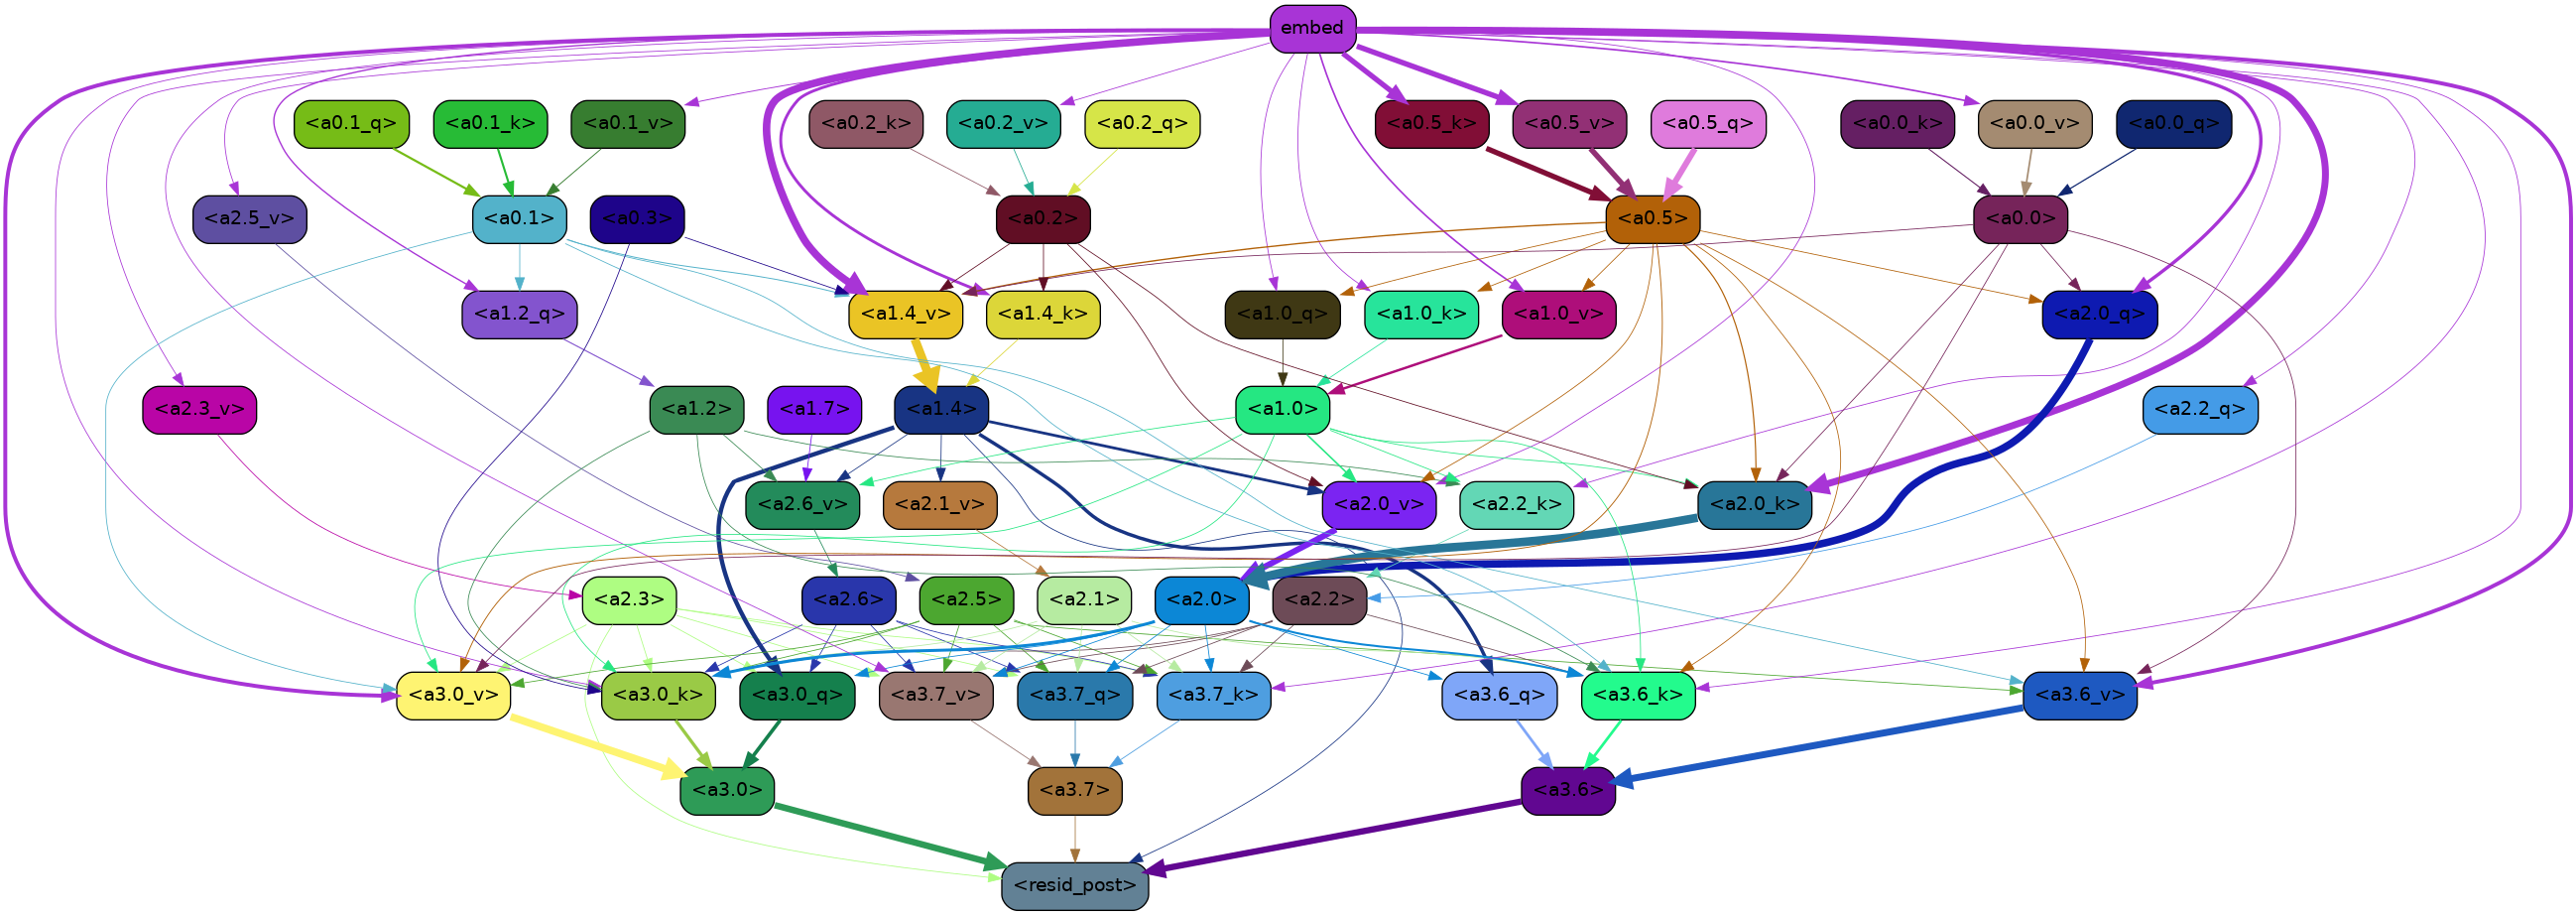 embed
<a0.1_q> <a0.1_k> <a0.1_v> <a0.2_k> <a0.2_v> <a0.2_q> <a0.5_k> <a0.5_v> <a0.5_q> <a0.0_k> <a0.0_v> <a0.0_q>
<a2.5_v> <a0.1> <a0.3> <a0.2> <a0.5> <a0.0>
<a1.2_q> <a1.4_v> <a1.4_k> <a1.0_q> <a1.0_k> <a1.0_v> <a2.0_q>
<a2.3_v> <a1.2> <a1.7> <a1.4> <a1.0> <a2.2_q>
<a2.6_v> <a2.1_v> <a2.0_v> <a2.2_k> <a2.0_k>
<a2.3> <a2.6> <a2.5> <a2.1> <a2.0> <a2.2>
<a3.0_v> <a3.0_k> <a3.0_q> <a3.7_v> <a3.7_q> <a3.7_k> <a3.6_q> <a3.6_k> <a3.6_v>
<a3.0> <a3.7> <a3.6>
<resid_post>